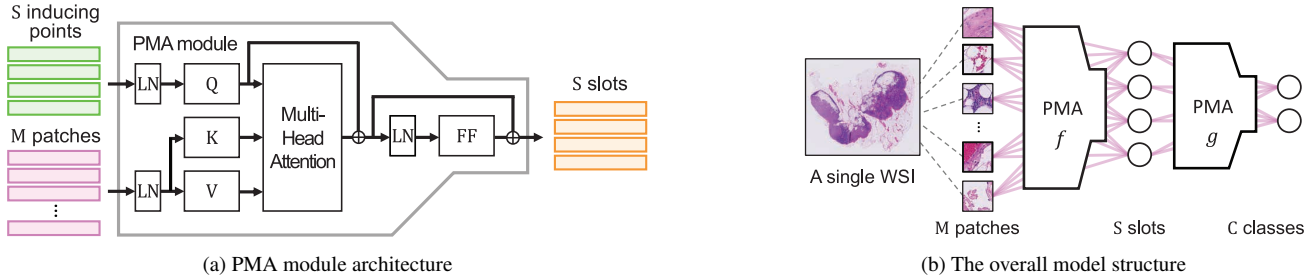 S inducing
points
PMA module
LN
Q
M patches
K
LN
V
⋮
Multi-
Head
Attention
LN
FF
S slots
(a) PMA module architecture
A single WSI
⋮
M patches
PMA
f
S slots
PMA
g
C classes
(b) The overall model structure